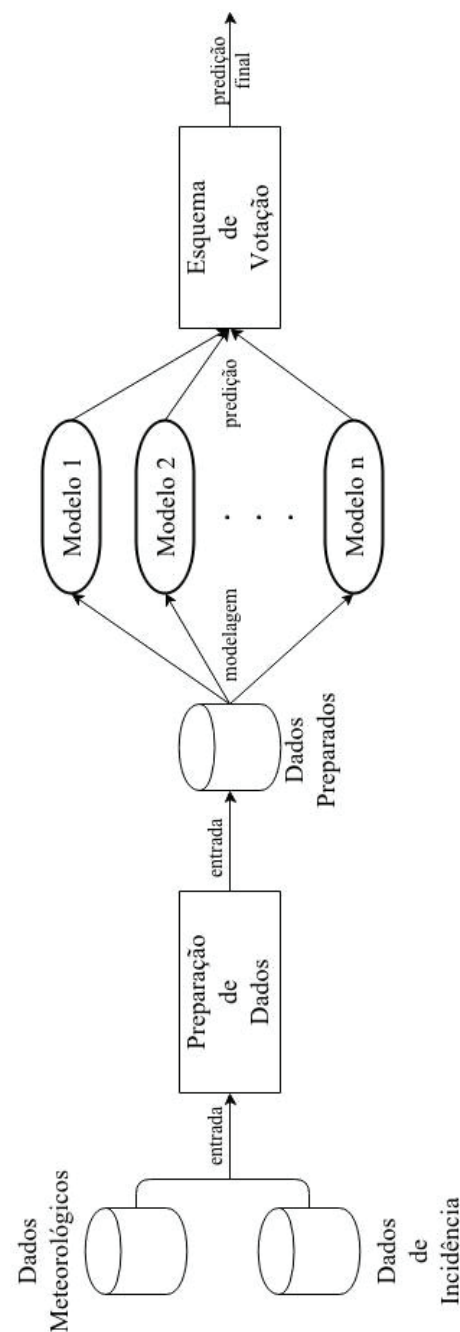 Dados
Meteorológicos
Dados
de
Incidência
entrada
Preparação
de
Dados
entrada
Dados
Preparados
modelagem
Modelo 1
Modelo 2
. . .
Modelo n
predição
Esquema
de
Votação
predição
final